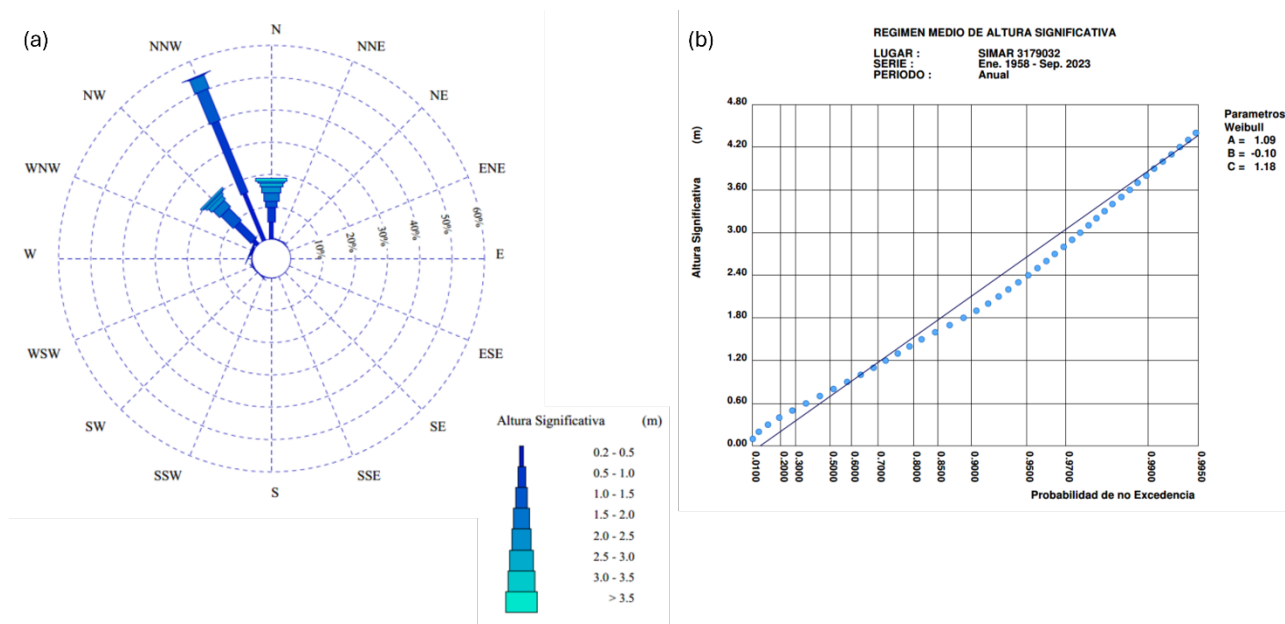 (a)
N
NNE
NE
ENE
E
ESE
SE
SSE
S
SSW
SW
WSW
W
WNW
NW
NNW
10%
20%
30%
40%
50%
60%
Altura Significativa (m)
0.2 - 0.5
0.5 - 1.0
1.0 - 1.5
1.5 - 2.0
2.0 - 2.5
2.5 - 3.0
3.0 - 3.5
> 3.5
(b)
REGIMEN MEDIO DE ALTURA SIGNIFICATIVA
LUGAR : SIMAR 3179032
SERIE : Ene. 1958 - Sep. 2023
PERIODO : Anual
Altura Significativa (m)
4.80
4.20
3.60
3.00
2.40
1.80
1.20
0.60
0.00
0.0100
0.2000
0.3000
0.5000
0.6000
0.7000
0.8000
0.8500
0.9000
0.9500
0.9700
0.9900
0.9950
Probabilidad de no Excedencia
Parametros
Weibull
A = 1.09
B = -0.10
C = 1.18